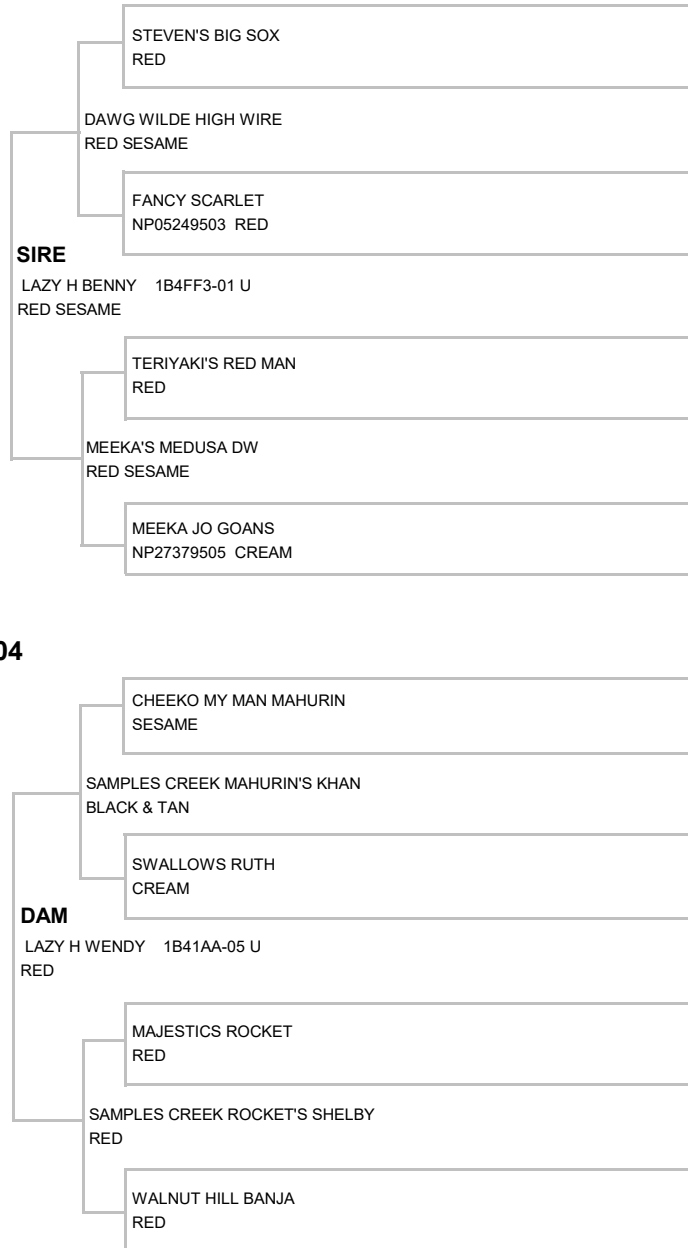 STEVEN'S BIG SOX
RED
DAWG WILDE HIGH WIRE
RED SESAME
FANCY SCARLET
NP05249503 RED
SIRE
LAZY H BENNY 1B4FF3-01 U
RED SESAME
TERIYAKI'S RED MAN
RED
MEEKA'S MEDUSA DW
RED SESAME
MEEKA JO GOANS
NP27379505 CREAM
04
CHEEKO MY MAN MAHURIN
SESAME
SAMPLES CREEK MAHURIN'S KHAN
BLACK & TAN
SWALLOWS RUTH
CREAM
DAM
LAZY H WENDY 1B41AA-05 U
RED
MAJESTICS ROCKET
RED
SAMPLES CREEK ROCKET'S SHELBY
RED
WALNUT HILL BANJA
RED